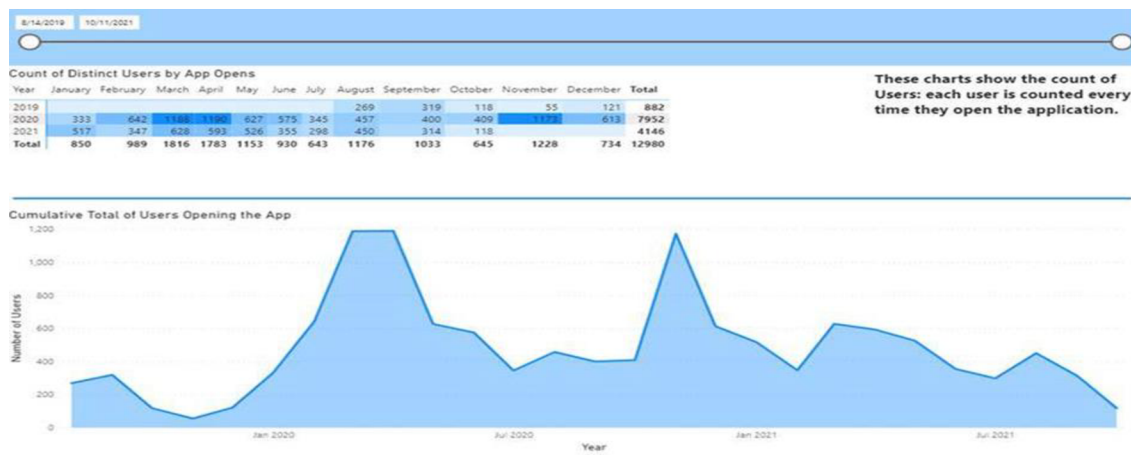 8/14/2019 10/11/2021
Count of Distinct Users by App Opens
Year January February March April May June July August September October November December Total
2019 269 319 118 55 121 882
2020 333 642 1188 1190 627 575 345 457 400 409 1173 613 7952
2021 517 347 628 593 526 355 298 450 314 118 4146
Total 850 989 1816 1783 1153 930 643 1176 1033 645 1228 734 12980
These charts show the count of
Users: each user is counted every
time they open the application.
Cumulative Total of Users Opening the App
1,200
1,000
800
600
400
200
0
Number of Users
Jan 2020 Jul 2020 Jan 2021 Jul 2021
Year